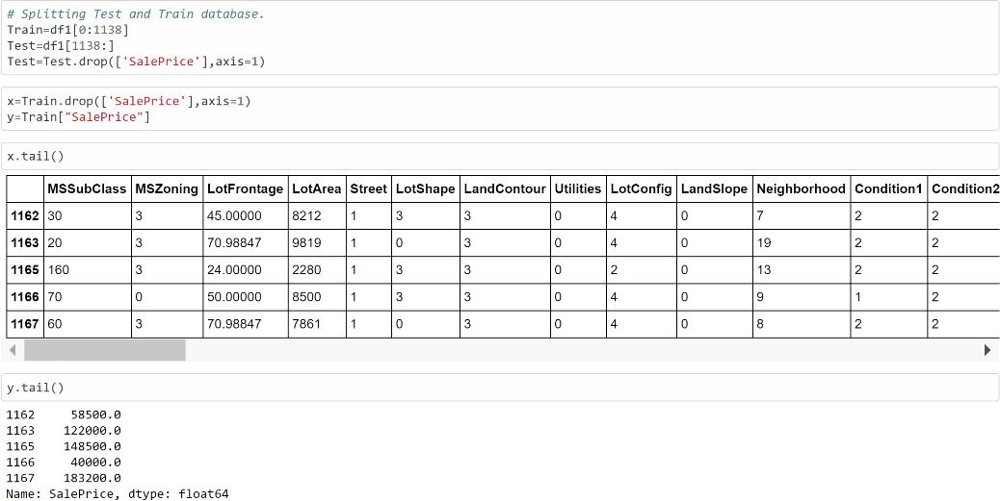 # Splitting Test and Train database.
Train=df1[0:1138]
Test=df1[1138:]
Test=Test.drop(['SalePrice'],axis=1)
x=Train.drop(['SalePrice'],axis=1)
y=Train["SalePrice"]
x.tail()
MSSubClass MSZoning LotFrontage LotArea Street LotShape LandContour Utilities LotConfig LandSlope Neighborhood Condition1 Condition2
1162 30 3 45.00000 8212 1 3 3 0 4 0 7 2 2
1163 20 3 70.98847 9819 1 0 3 0 4 0 19 2 2
1165 160 3 24.00000 2280 1 3 3 0 2 0 13 2 2
1166 70 0 50.00000 8500 1 3 3 0 4 0 9 1 2
1167 60 3 70.98847 7861 1 0 3 0 4 0 8 2 2
y.tail()
1162 58500.0
1163 122000.0
1165 148500.0
1166 40000.0
1167 183200.0
Name: SalePrice, dtype: float64